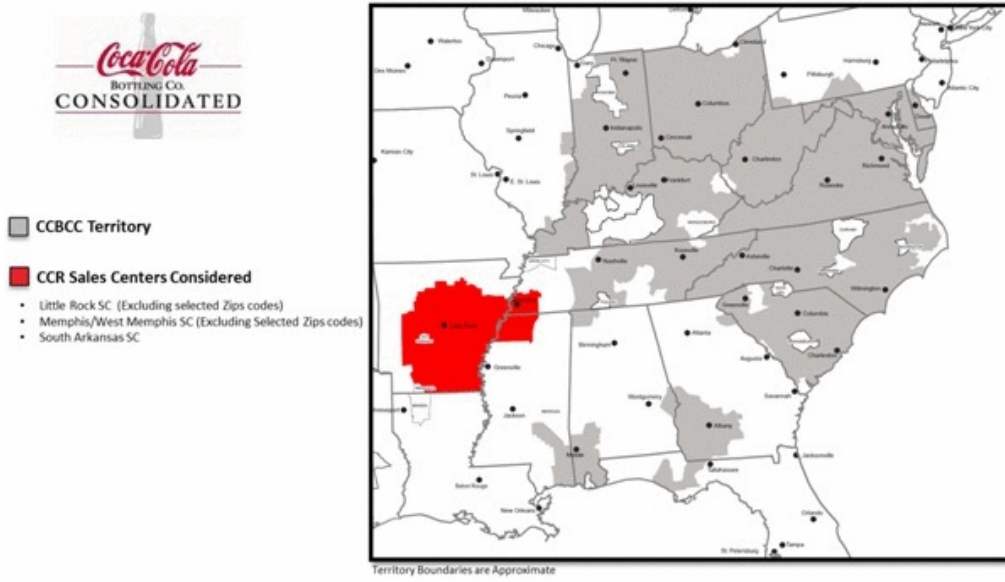 Coca-Cola
BOTTLING CO.
CONSOLIDATED
CCBCC Territory
CCR Sales Centers Considered
• Little Rock SC (Excluding selected Zips codes)
• Memphis/West Memphis SC (Excluding Selected Zips codes)
• South Arkansas SC
Milwaukee
Waterloo
Chicago
Cleveland
Des Moines
Davenport
Ft. Wayne
Pittsburgh
Harrisburg
Philadelphia
Atlantic City
Peoria
Columbus
Springfield
Indianapolis
Cincinnati
Annapolis
Kansas City
Charleston
Richmond
St. Louis
E. St. Louis
Louisville
Frankfort
Roanoke
Nashville
Knoxville
Asheville
Charlotte
Wilmington
Little Rock
Greenville
Columbia
Birmingham
Atlanta
Augusta
Charleston
Greenville
Montgomery
Savannah
Jackson
Albany
Mobile
Jacksonville
Tallahassee
Baton Rouge
New Orleans
Orlando
Tampa
St. Petersburg
Territory Boundaries are Approximate